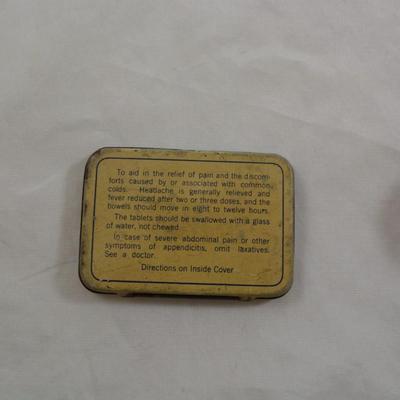 To aid in the relief of pain and the discom-
forts caused by or associated with common
colds. Headache is generally relieved and
fever reduced after two or three doses, and the
bowels should move in eight to twelve hours.
The tablets should be swallowed with a glass
of water, not chewed.
In case of severe abdominal pain or other
symptoms of appendicitis, omit laxatives.
See a doctor.
Directions on Inside Cover